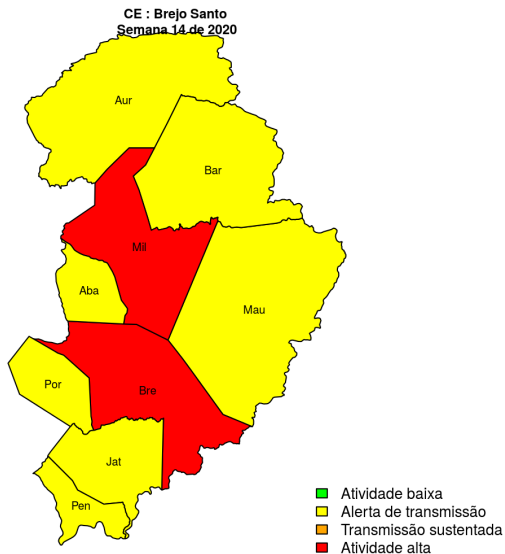 CE : Brejo Santo
Semana 14 de 2020
Aur
Bar
Mil
Aba
Mau
Por
Bre
Jat
Pen
Atividade baixa
Alerta de transmissão
Transmissão sustentada
Atividade alta